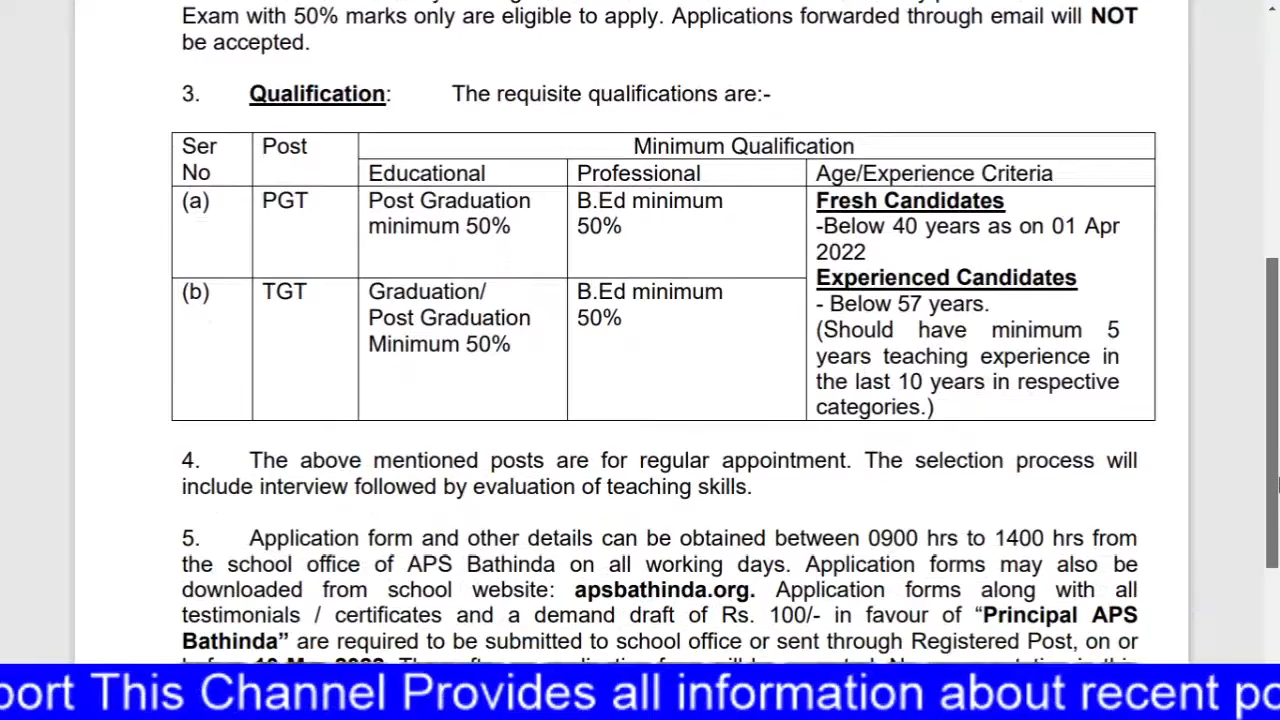 Exam with 50% marks only are eligible to apply. Applications forwarded through email will NOT
be accepted.
3. Qualification: The requisite qualifications are:-
Ser No Post Minimum Qualification
Educational Professional Age/Experience Criteria
(a) PGT Post Graduation minimum 50% B.Ed minimum 50%
Fresh Candidates
-Below 40 years as on 01 Apr
2022
Experienced Candidates
- Below 57 years.
(Should have minimum 5
years teaching experience in
the last 10 years in respective
categories.)
(b) TGT Graduation/ Post Graduation Minimum 50% B.Ed minimum 50%
4. The above mentioned posts are for regular appointment. The selection process will
include interview followed by evaluation of teaching skills.
5. Application form and other details can be obtained between 0900 hrs to 1400 hrs from
the school office of APS Bathinda on all working days. Application forms may also be
downloaded from school website: apsbathinda.org. Application forms along with all
testimonials / certificates and a demand draft of Rs. 100/- in favour of “Principal APS
Bathinda” are required to be submitted to school office or sent through Registered Post, on or
port This Channel Provides all information about recent po